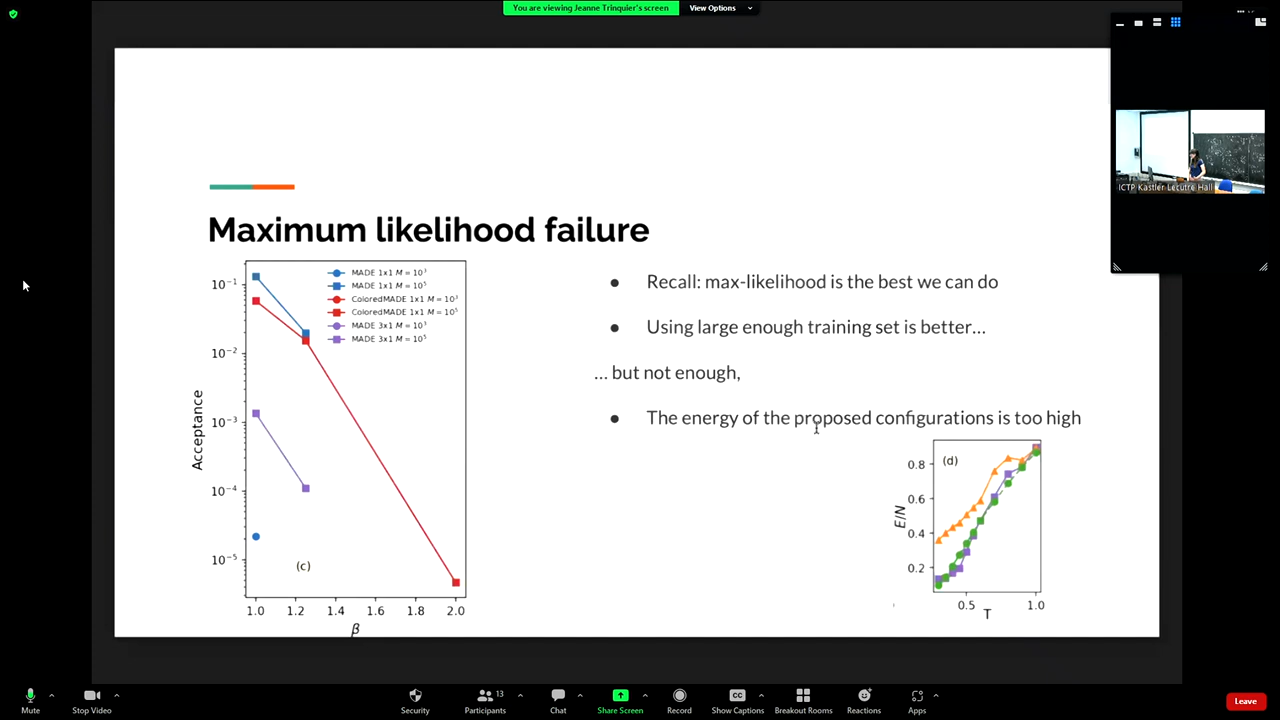 You are viewing Jeanne Trinquier's screen
View Options
ICTP Kastler Lecutre Hall
Maximum likelihood failure
Acceptance
10⁻¹
10⁻²
10⁻³
10⁻⁴
10⁻⁵
MADE 1x1 M = 10³
MADE 1x1 M = 10⁵
ColoredMADE 1x1 M = 10³
ColoredMADE 1x1 M = 10⁵
MADE 3x1 M = 10³
MADE 3x1 M = 10⁵
(c)
1.0 1.2 1.4 1.6 1.8 2.0
β
● Recall: max-likelihood is the best we can do
● Using large enough training set is better…
… but not enough,
● The energy of the proposed configurations is too high
E/N
0.8
0.6
0.4
0.2
(d)
0.5 1.0
T
Mute
Stop Video
Security
Participants 13
Chat
Share Screen
Record
CC
Show Captions
Breakout Rooms
Reactions
Apps
Leave